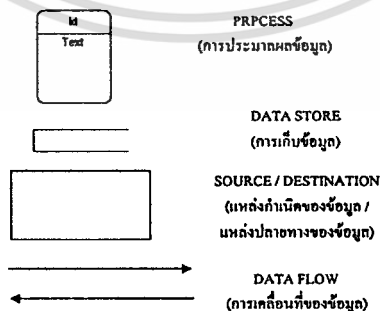 Id
Text
PRPCESS
(การประมาณผลข้อมูล)
DATA STORE
(การเก็บข้อมูล)
SOURCE / DESTINATION
(แหล่งกำเนิดของข้อมูล /
แหล่งปลายทางของข้อมูล)
DATA FLOW
(การเคลื่อนที่ของข้อมูล)